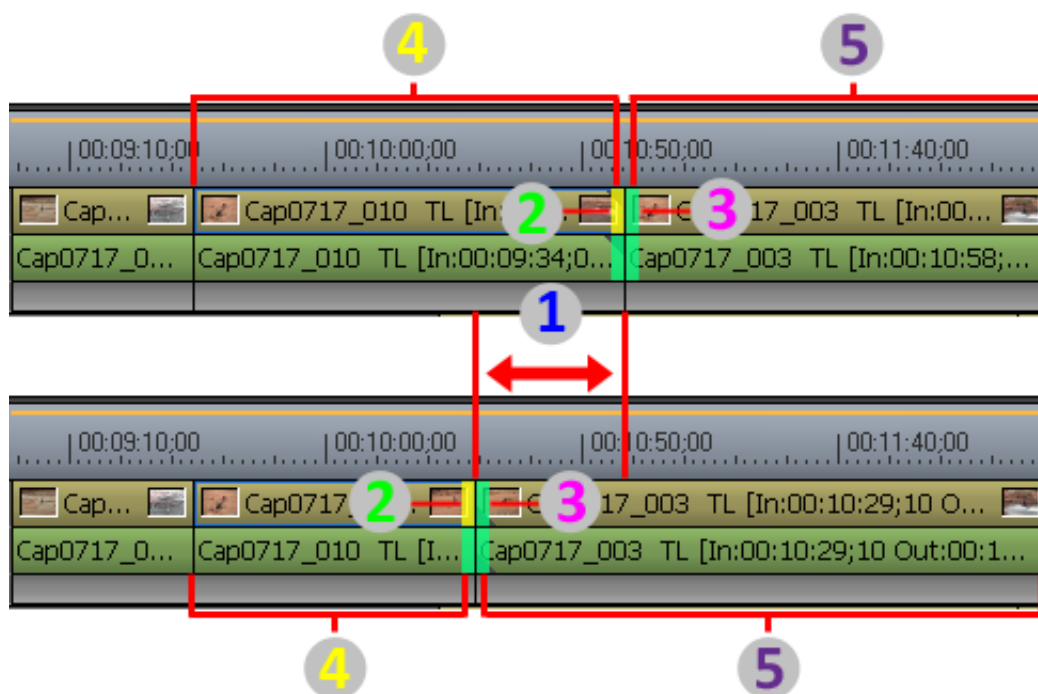 4 5
00:09:10;00 00:10:00;00 00:10:50;00 00:11:40;00
Cap... Cap0717_010 TL [In: 2 3 17_003 TL [In:00...
Cap0717_0... Cap0717_010 TL [In:00:09:34;0... Cap0717_003 TL [In:00:10:58;...
1
00:09:10;00 00:10:00;00 00:10:50;00 00:11:40;00
Cap... Cap0717_ 2 3 17_003 TL [In:00:10:29;10 O...
Cap0717_0... Cap0717_010 TL [I... Cap0717_003 TL [In:00:10:29;10 Out:00:1...
4 5